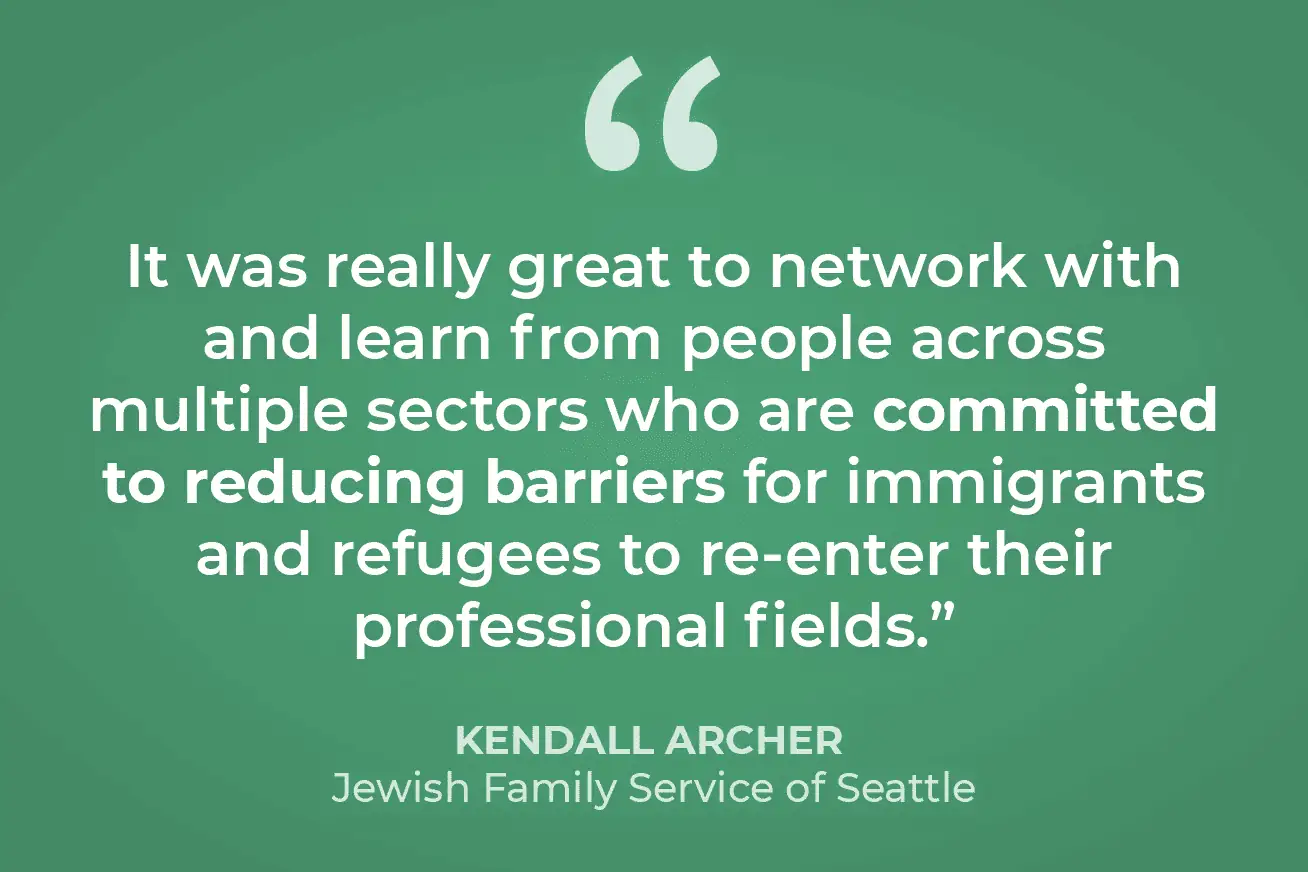 “
It was really great to network with
and learn from people across
multiple sectors who are committed
to reducing barriers for immigrants
and refugees to re-enter their
professional fields.”
KENDALL ARCHER
Jewish Family Service of Seattle